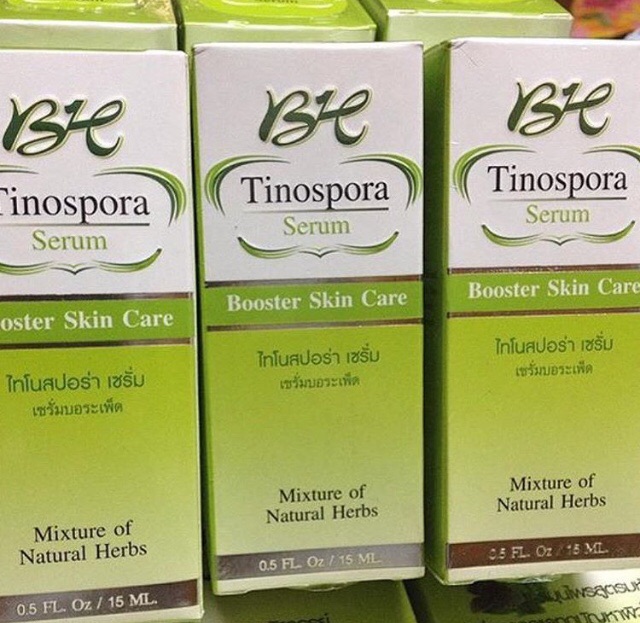 BH
Tinospora
Serum
Booster Skin Care
ไทโนสปอร่า เซรั่ม
เซรั่มบอระเพ็ด
Mixture of
Natural Herbs
0.5 FL. Oz / 15 ML.
BH
Tinospora
Serum
Booster Skin Care
ไทโนสปอร่า เซรั่ม
เซรั่มบอระเพ็ด
Mixture of
Natural Herbs
0.5 FL. Oz / 15 ML.
BH
Tinospora
Serum
Booster Skin Care
ไทโนสปอร่า เซรั่ม
เซรั่มบอระเพ็ด
Mixture of
Natural Herbs
0.5 FL. Oz / 15 ML.